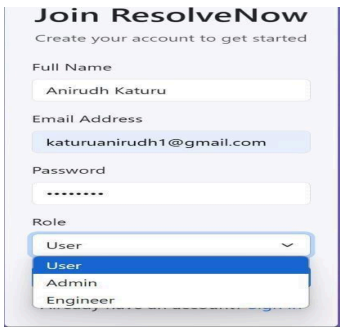 Join ResolveNow
Create your account to get started
Full Name
Anirudh Katuru
Email Address
katuruanirudh1@gmail.com
Password
••••••••
Role
User
User
Admin
Engineer